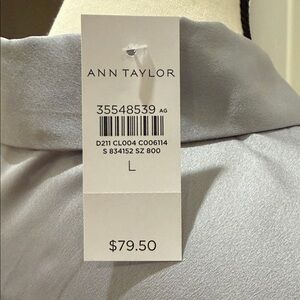 ANN TAYLOR
35548539 AG
D211 CL004 C006114
S 834152 SZ 800
L
$79.50